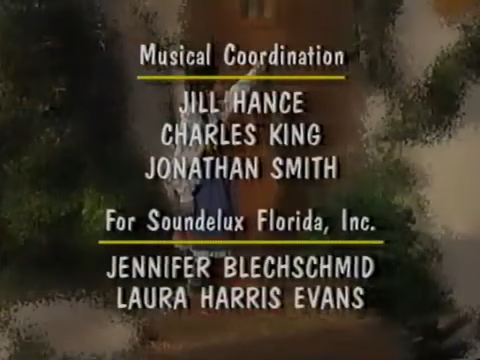 Musical Coordination
JILL HANCE
CHARLES KING
JONATHAN SMITH
For Soundelux Florida, Inc.
JENNIFER BLECHSCHMID
LAURA HARRIS EVANS